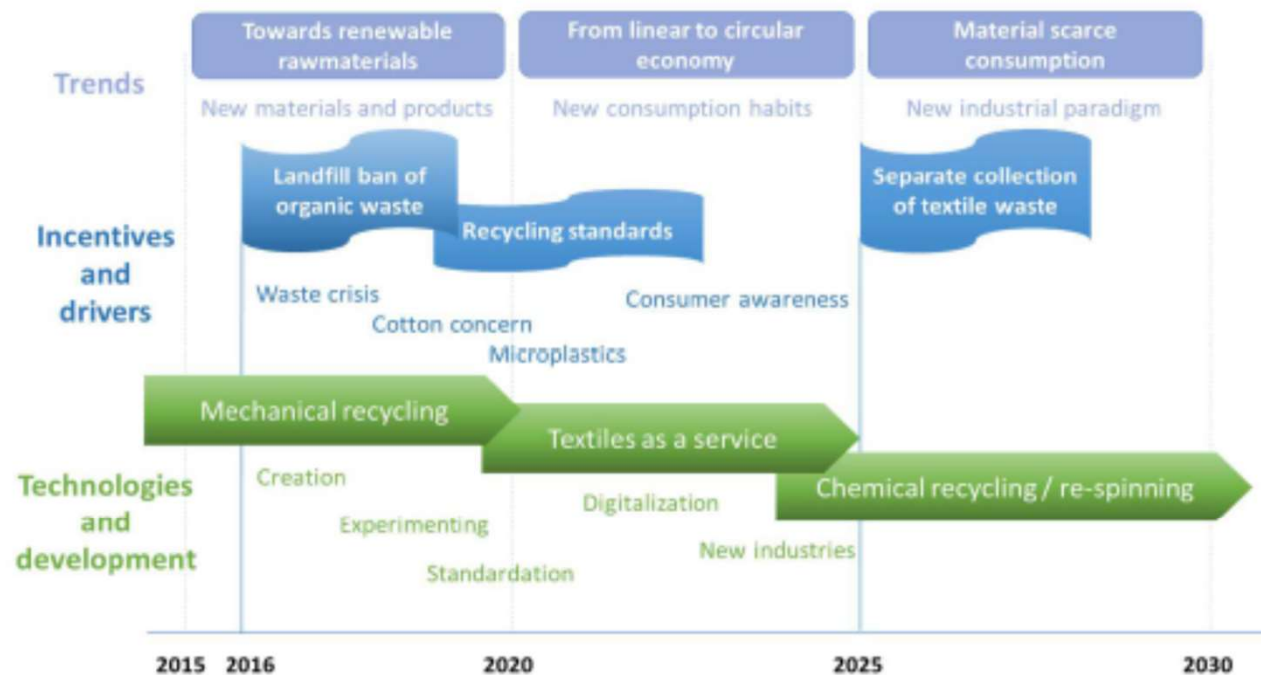 Trends
Towards renewable
rawmaterials
From linear to circular
economy
Material scarce
consumption
New materials and products
New consumption habits
New industrial paradigm
Incentives
and
drivers
Landfill ban of
organic waste
Recycling standards
Separate collection
of textile waste
Waste crisis
Consumer awareness
Cotton concern
Microplastics
Technologies
and
development
Mechanical recycling
Textiles as a service
Chemical recycling / re-spinning
Creation
Digitalization
Experimenting
New industries
Standardation
2015 2016 2020 2025 2030